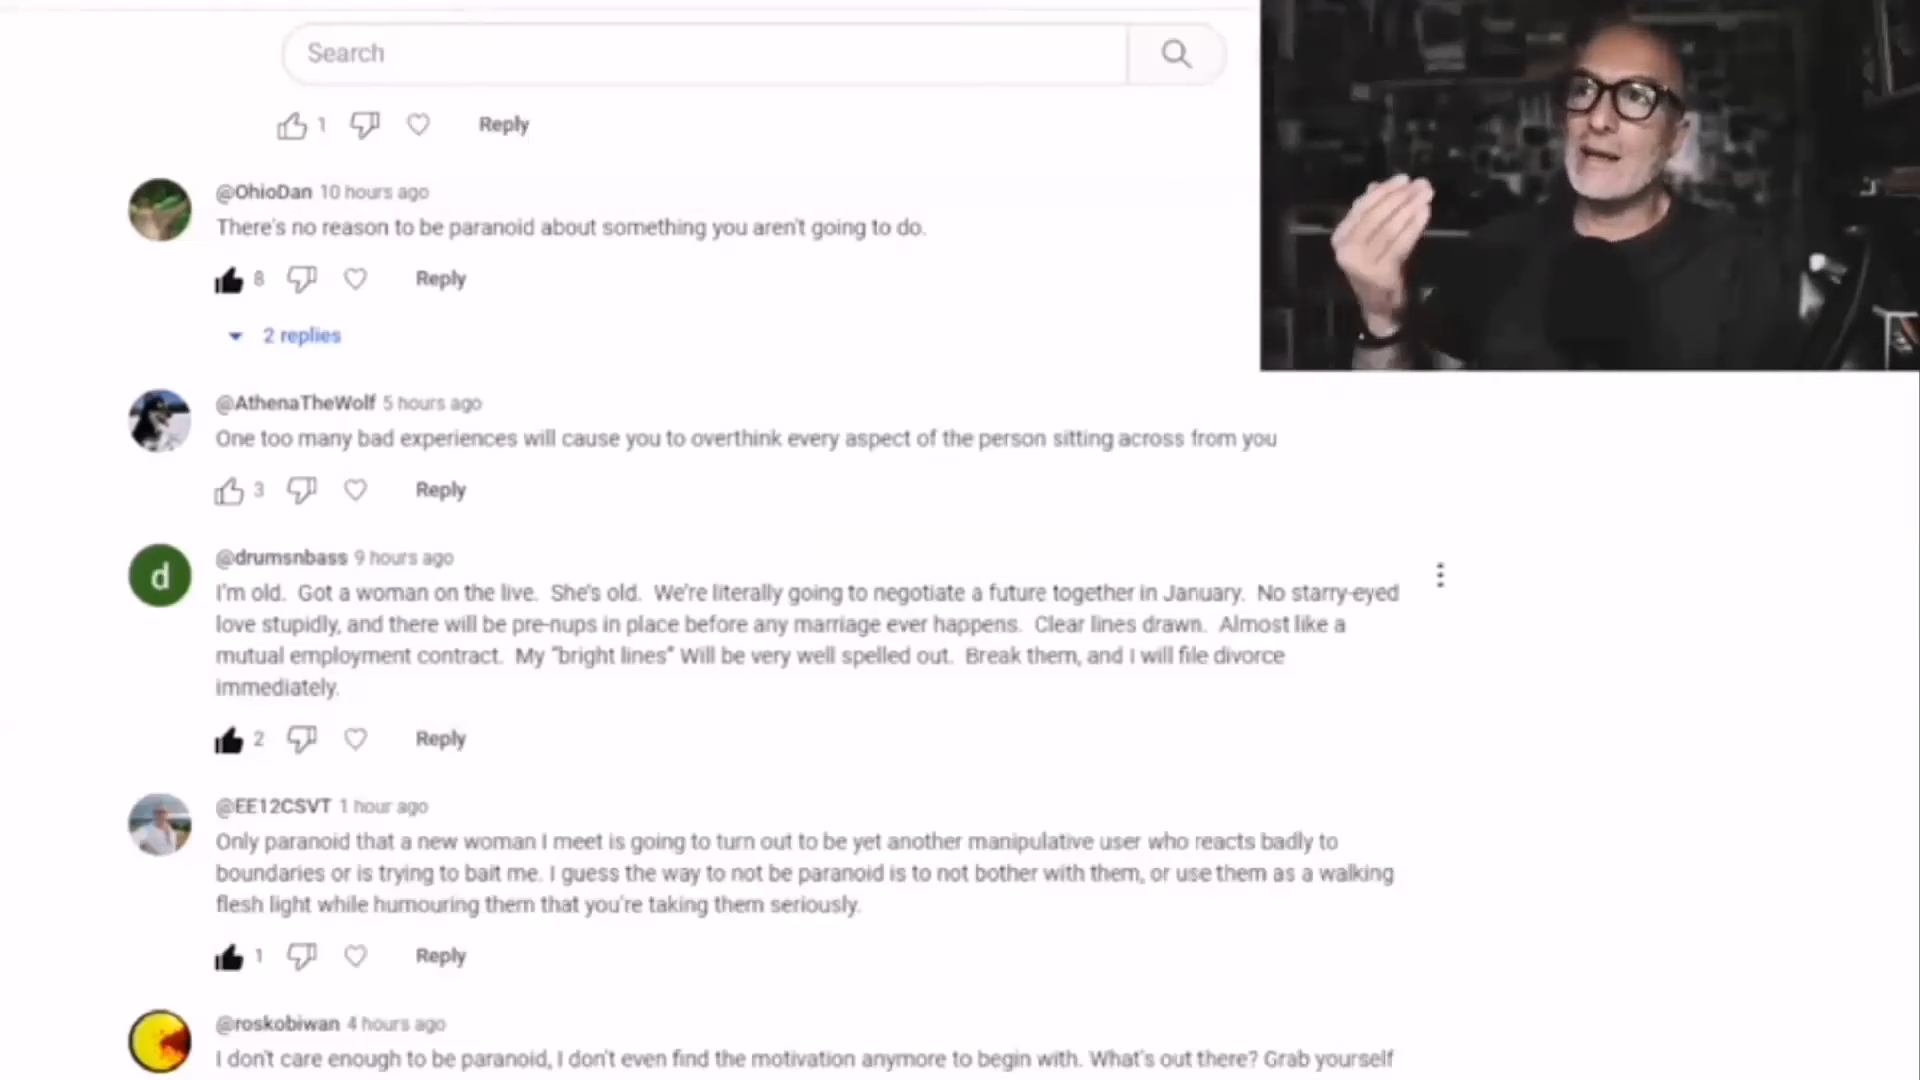 Search
1 Reply
@OhioDan 10 hours ago
There's no reason to be paranoid about something you aren't going to do.
8 Reply
2 replies
@AthenaTheWolf 5 hours ago
One too many bad experiences will cause you to overthink every aspect of the person sitting across from you
3 Reply
d
@drumsnbass 9 hours ago
I'm old. Got a woman on the live. She's old. We're literally going to negotiate a future together in January. No starry-eyed
love stupidly, and there will be pre-nups in place before any marriage ever happens. Clear lines drawn. Almost like a
mutual employment contract. My "bright lines" Will be very well spelled out. Break them, and I will file divorce
immediately.
2 Reply
@EE12CSVT 1 hour ago
Only paranoid that a new woman I meet is going to turn out to be yet another manipulative user who reacts badly to
boundaries or is trying to bait me. I guess the way to not be paranoid is to not bother with them, or use them as a walking
flesh light while humouring them that you're taking them seriously.
1 Reply
@roskobiwan 4 hours ago
I don't care enough to be paranoid, I don't even find the motivation anymore to begin with. What's out there? Grab yourself